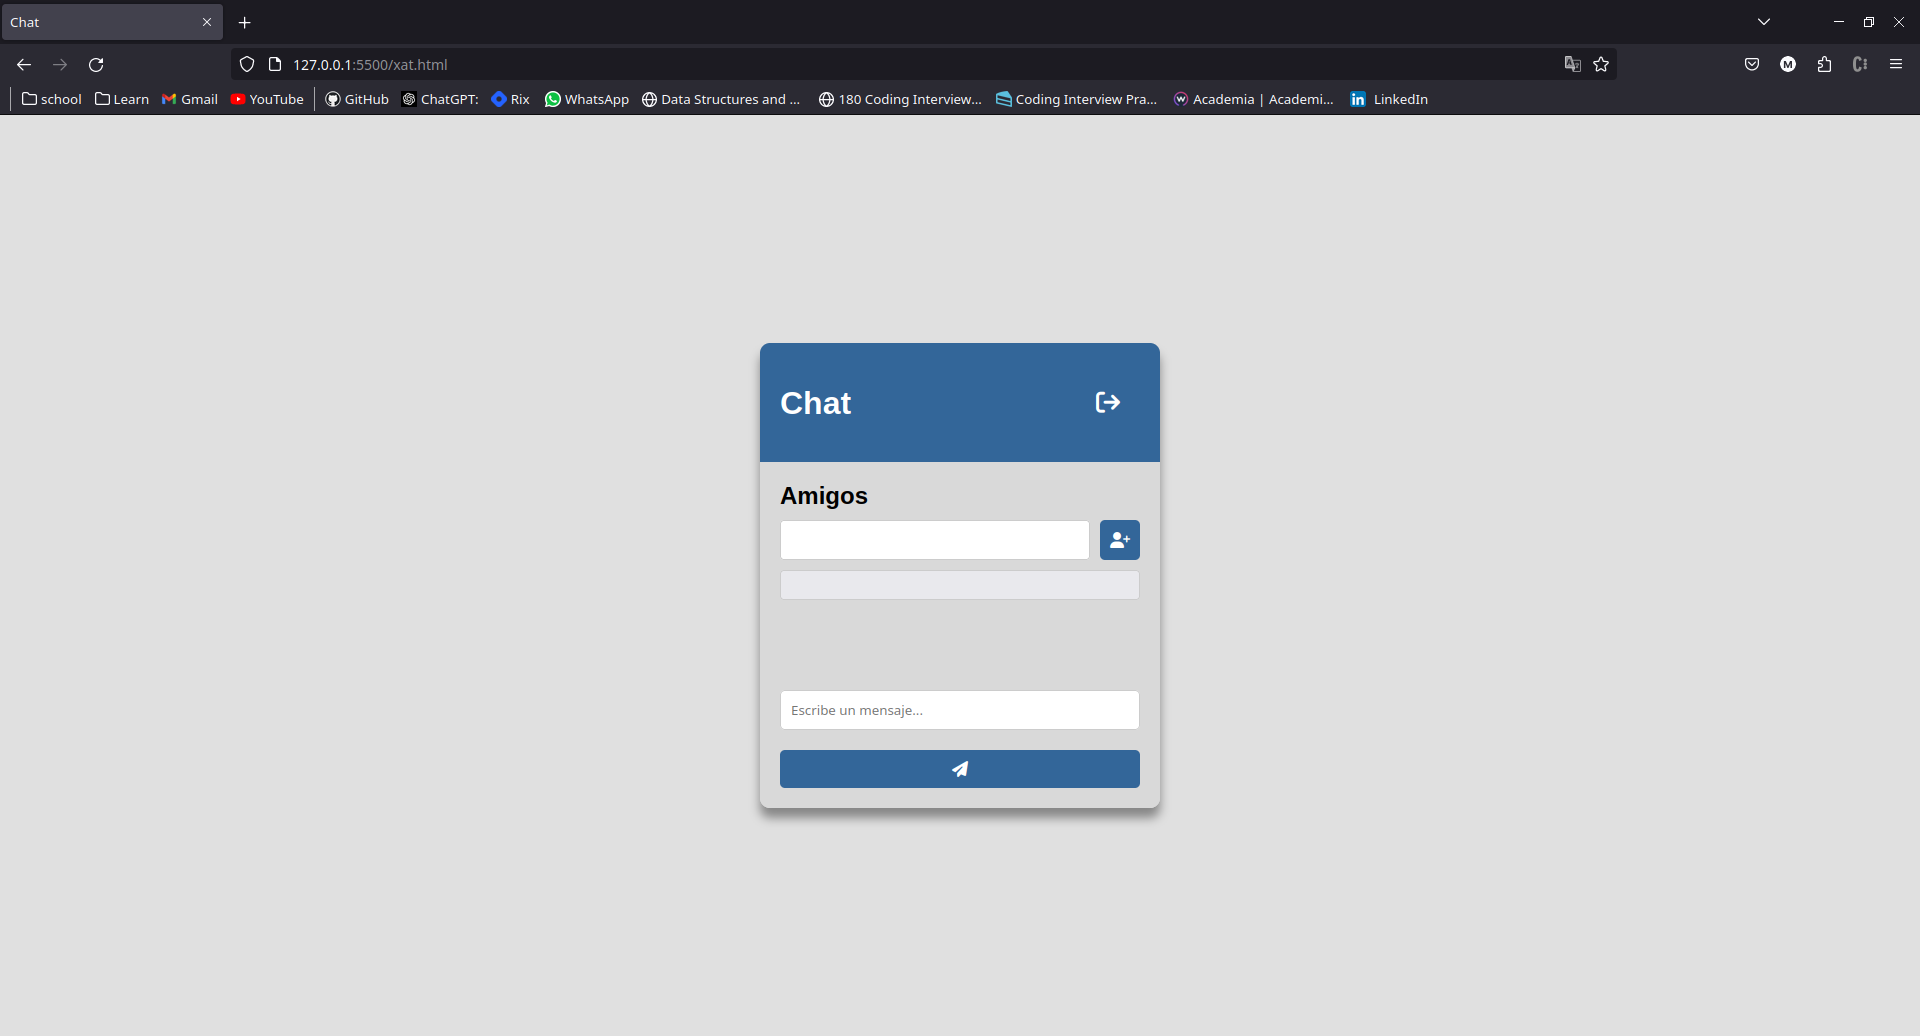 Chat
127.0.0.1:5500/xat.html
school Learn Gmail YouTube GitHub ChatGPT: Rix WhatsApp Data Structures and ... 180 Coding Interview... Coding Interview Pra... Academia | Academi... LinkedIn
Chat
Amigos
Escribe un mensaje...